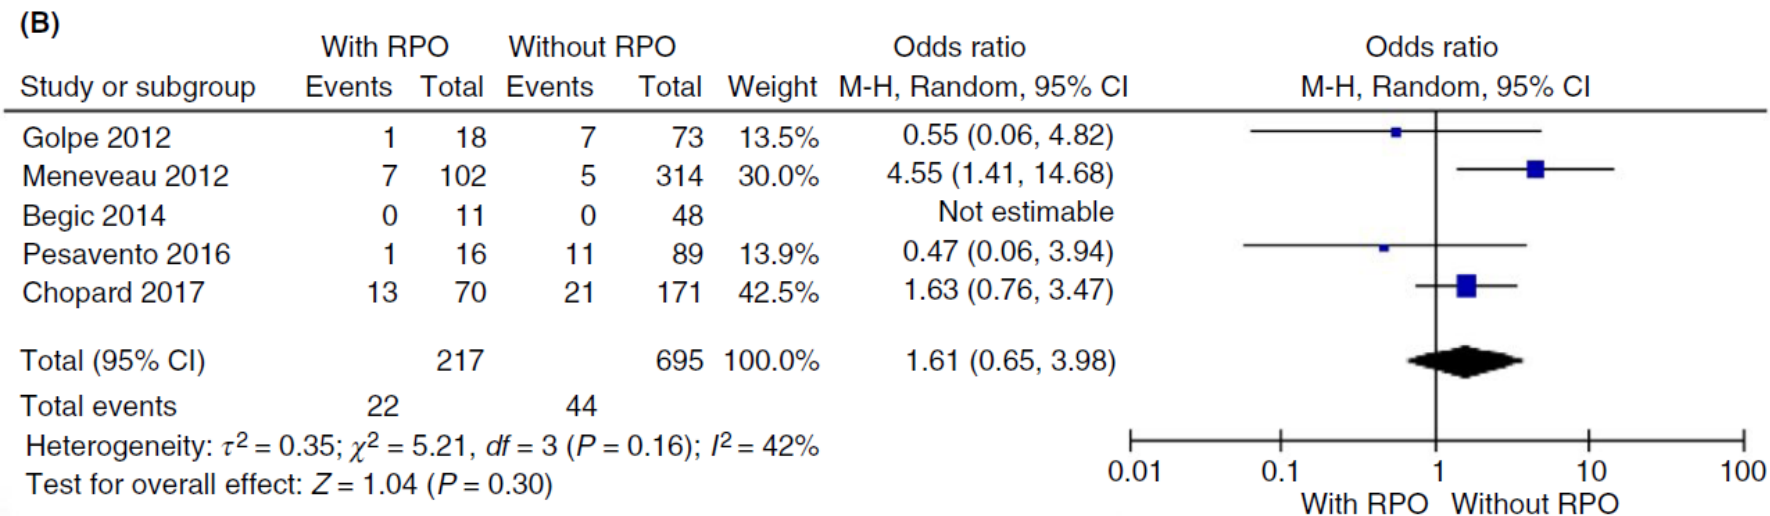 (B)
With RPO Without RPO Odds ratio Odds ratio
Study or subgroup Events Total Events Total Weight M-H, Random, 95% CI M-H, Random, 95% CI
Golpe 2012 1 18 7 73 13.5% 0.55 (0.06, 4.82)
Meneveau 2012 7 102 5 314 30.0% 4.55 (1.41, 14.68)
Begic 2014 0 11 0 48 Not estimable
Pesavento 2016 1 16 11 89 13.9% 0.47 (0.06, 3.94)
Chopard 2017 13 70 21 171 42.5% 1.63 (0.76, 3.47)
Total (95% CI) 217 695 100.0% 1.61 (0.65, 3.98)
Total events 22 44
Heterogeneity: τ² = 0.35; χ² = 5.21, df = 3 (P = 0.16); I² = 42%
Test for overall effect: Z = 1.04 (P = 0.30)
0.01 0.1 1 10 100
With RPO Without RPO